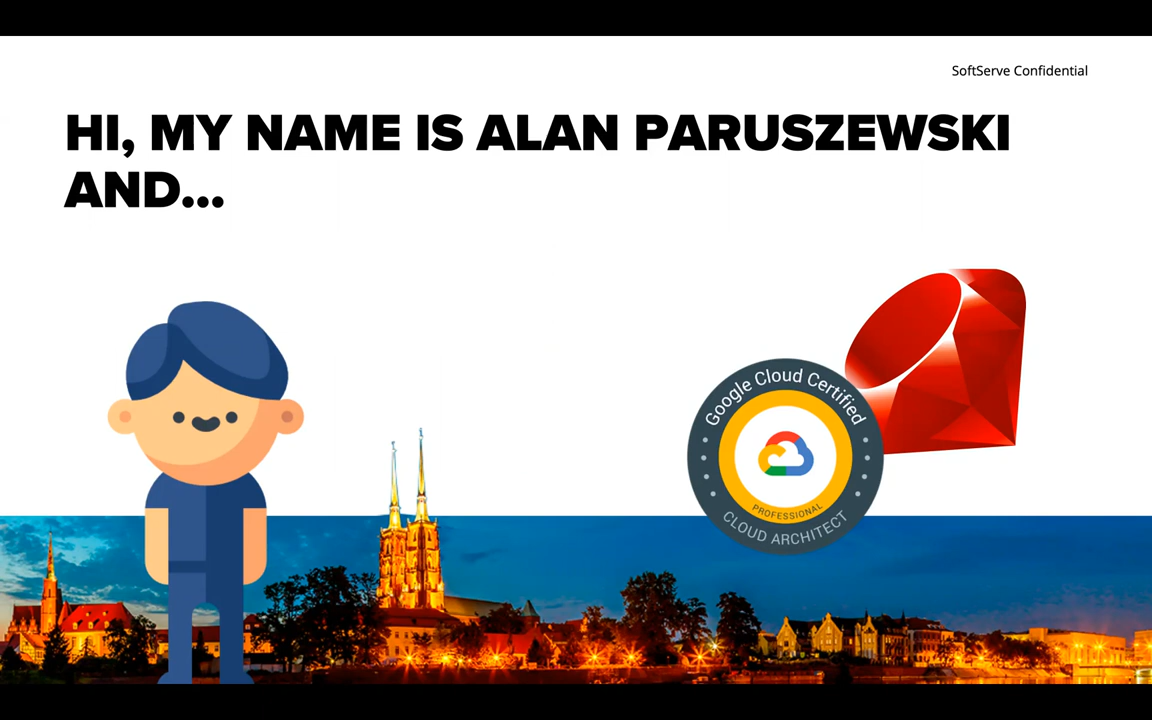 SoftServe Confidential
HI, MY NAME IS ALAN PARUSZEWSKI
AND...
Google Cloud Certified
PROFESSIONAL
CLOUD ARCHITECT